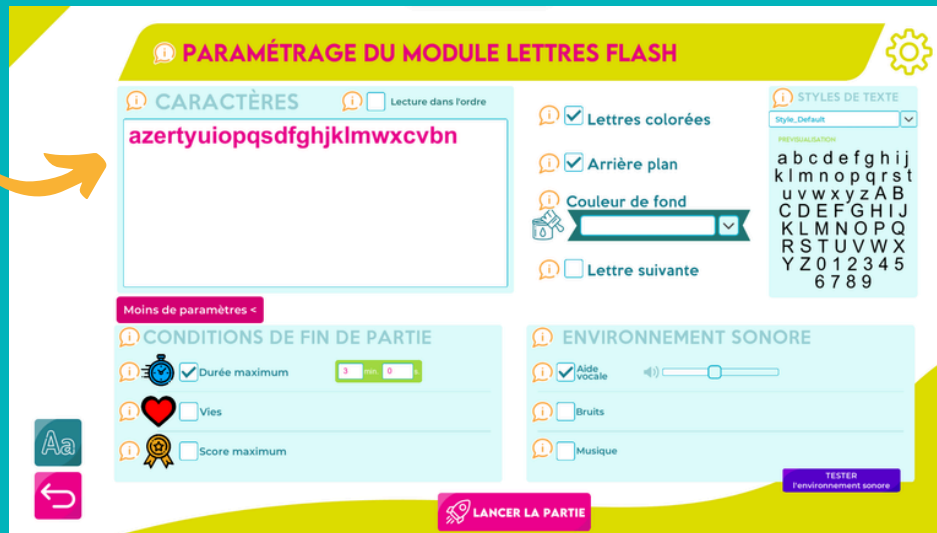 PARAMÉTRAGE DU MODULE LETTRES FLASH
CARACTÈRES
Lecture dans l'ordre
azertyuiopqsdfghjklmwxcvbn
Lettres colorées
Arrière plan
Couleur de fond
Lettre suivante
STYLES DE TEXTE
Style_Default
PRÉVISUALISATION
a b c d e f g h i j
k l m n o p q r s t
u v w x y z A B
C D E F G H I J
K L M N O P Q
R S T U V W X
Y Z 0 1 2 3 4 5
6 7 8 9
Moins de paramètres <
CONDITIONS DE FIN DE PARTIE
Durée maximum
3 min. 0 s.
Vies
Score maximum
ENVIRONNEMENT SONORE
Aide
vocale
Bruits
Musique
TESTER
l'environnement sonore
Aa
LANCER LA PARTIE